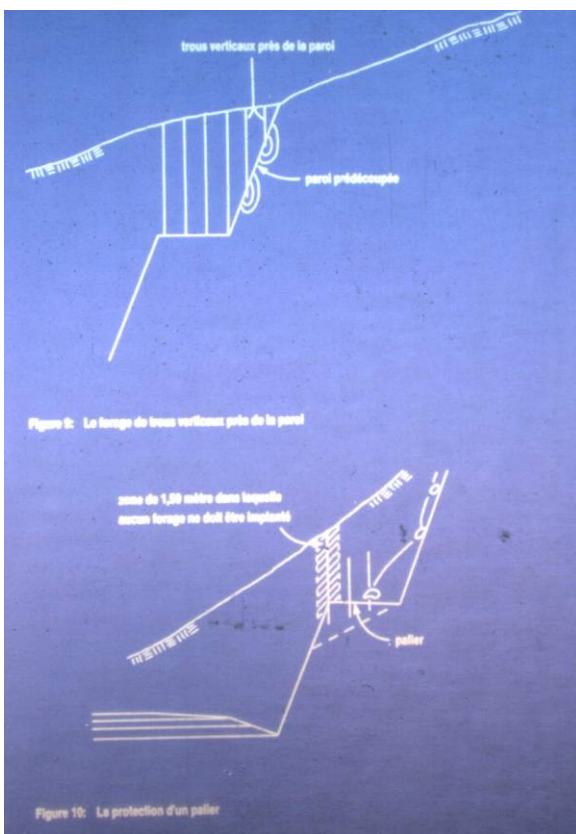 trous verticaux près de la paroi
paroi prédécoupée
Figure 9: Le forage de trous verticaux près de la paroi
zone de 1,50 mètre dans laquelle
aucun forage ne doit être implanté
palier
Figure 10: La protection d'un palier